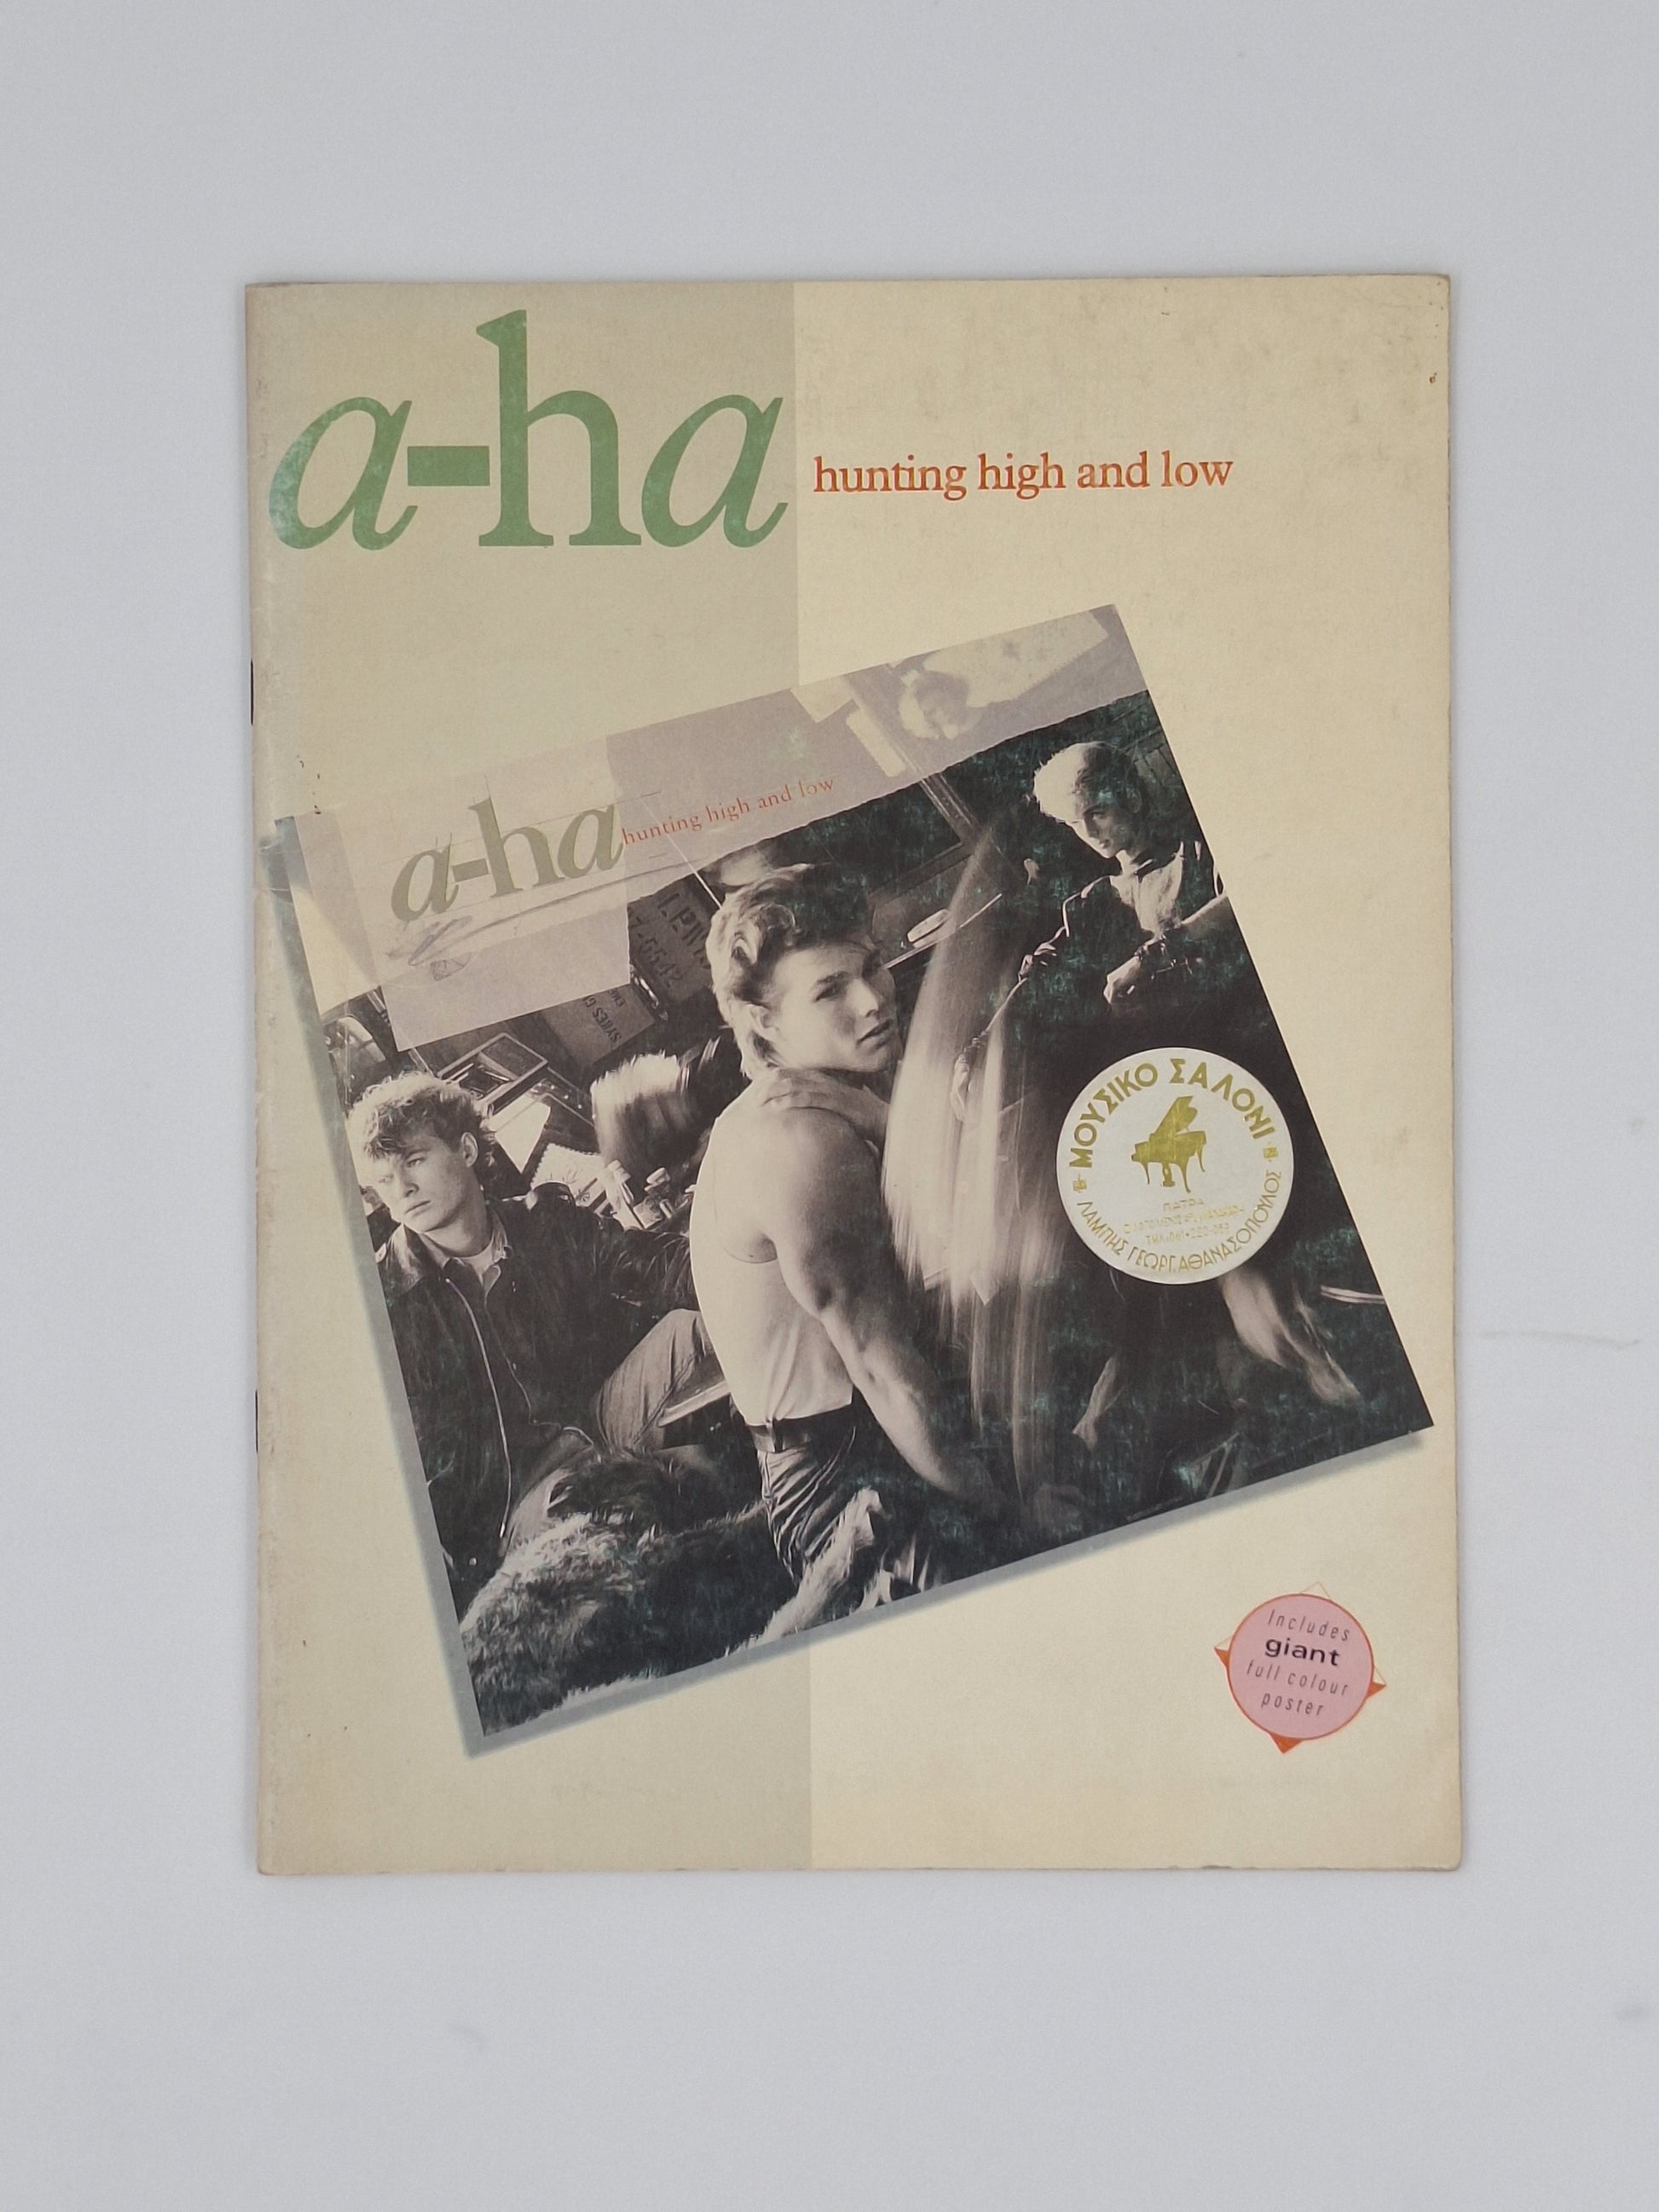 a-ha
hunting high and low
a-ha
hunting high and low
ΜΟΥΣΙΚΟ ΣΑΛΟΝΙ
ΠΑΤΡΑ
ΛΑΜΠΗΣ ΓΕΩΡΓ.ΑΘΑΝΑΣΟΠΟΥΛΟΣ
Includes
giant
full colour
poster